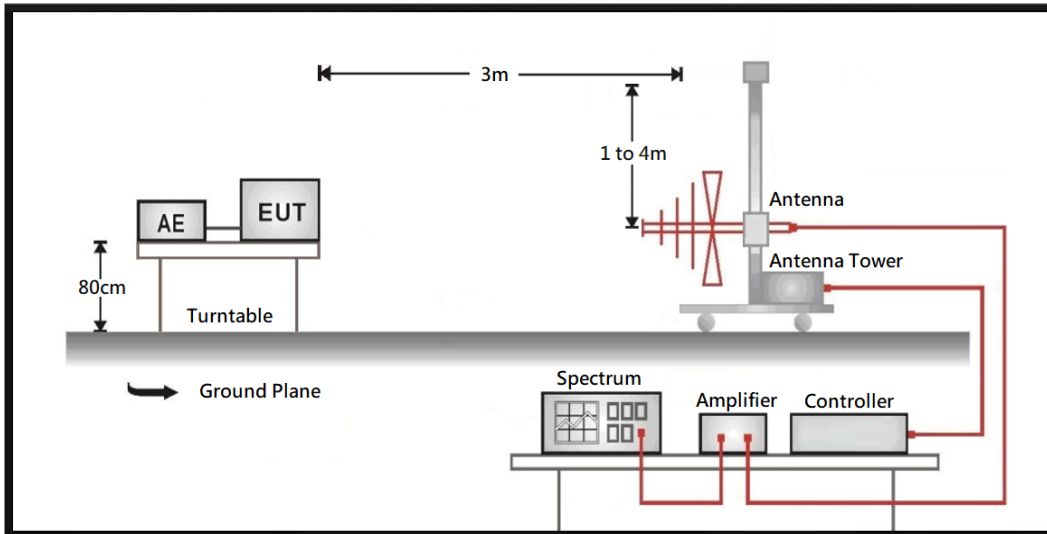 3m
1 to 4m
Antenna
AE
EUT
Antenna Tower
80cm
Turntable
Ground Plane
Spectrum
Amplifier
Controller